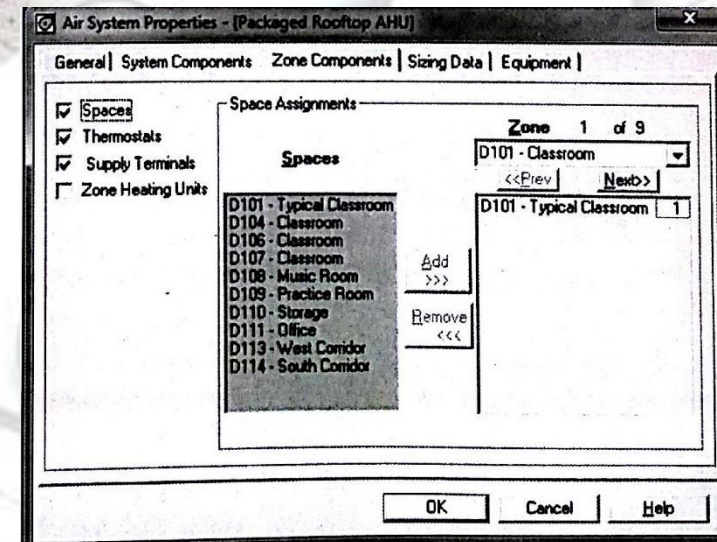 Air System Properties - [Packaged Rooftop AHU]
x
General | System Components Zone Components | Sizing Data | Equipment |
Spaces
Thermostats
Supply Terminals
Zone Heating Units
Space Assignments
Spaces
D101 - Typical Classroom
D104 - Classroom
D106 - Classroom
D107 - Classroom
D108 - Music Room
D109 - Practice Room
D110 - Storage
D111 - Office
D113 - West Corridor
D114 - South Corridor
Add
>>>
Remove
<<<
Zone 1 of 9
D101 - Classroom
<<Prev Next>>
D101 - Typical Classroom 1
OK Cancel Help